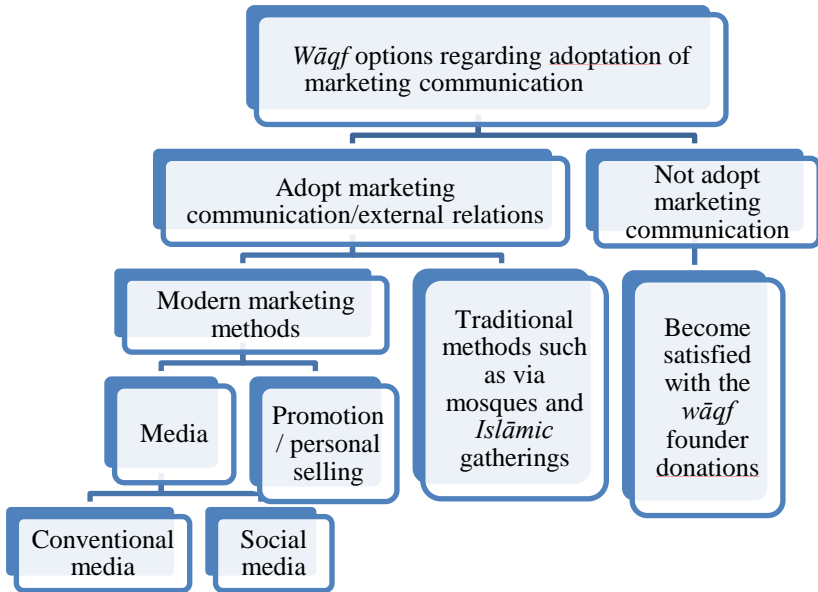 Wāqf options regarding adoptation of
marketing communication
Adopt marketing
communication/external relations
Not adopt
marketing
communication
Modern marketing
methods
Traditional
methods such
as via
mosques and
Islāmic
gatherings
Become
satisfied
with the
wāqf
founder
donations
Media
Promotion
/ personal
selling
Conventional
media
Social
media